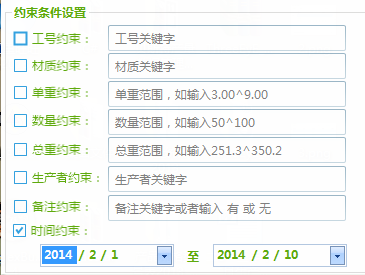 约束条件设置
工号约束： 工号关键字
材质约束： 材质关键字
单重约束： 单重范围，如输入3.00^9.00
数量约束： 数量范围，如输入50^100
总重约束： 总重范围，如输入251.3^350.2
生产者约束： 生产者关键字
备注约束： 备注关键字或者输入 有 或 无
时间约束：
2014 / 2 / 1 至 2014 / 2 / 10